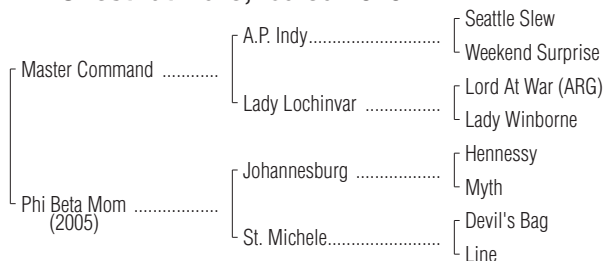 Seattle Slew
A.P. Indy..............................
Weekend Surprise
Master Command ............
Lord At War (ARG)
Lady Lochinvar .................
Lady Winborne
Hennessy
Johannesburg ...................
Myth
Phi Beta Mom ..................
(2005)
Devil's Bag
St. Michele..........................
Line